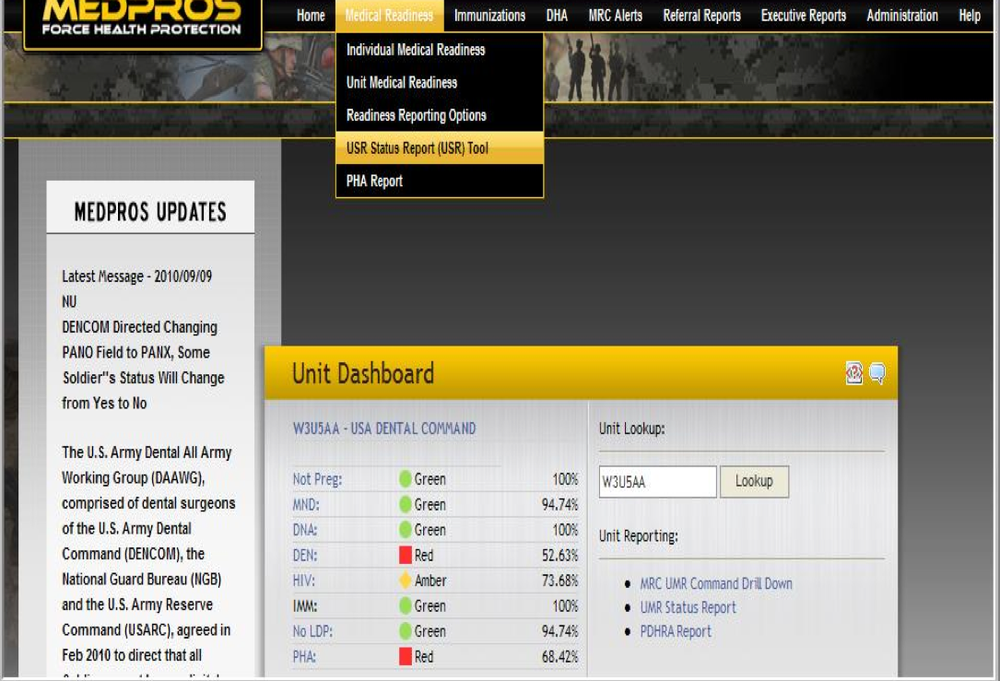 MEDPROS
FORCE HEALTH PROTECTION
Home Medical Readiness Immunizations DHA MRC Alerts Referral Reports Executive Reports Administration Help
Individual Medical Readiness
Unit Medical Readiness
Readiness Reporting Options
USR Status Report (USR) Tool
PHA Report
MEDPROS UPDATES
Latest Message - 2010/09/09
NU
DENCOM Directed Changing
PANO Field to PANX, Some
Soldier"s Status Will Change
from Yes to No
The U.S. Army Dental All Army
Working Group (DAAWG),
comprised of dental surgeons
of the U.S. Army Dental
Command (DENCOM), the
National Guard Bureau (NGB)
and the U.S. Army Reserve
Command (USARC), agreed in
Feb 2010 to direct that all
Unit Dashboard
W3U5AA - USA DENTAL COMMAND
Not Preg: Green 100%
MND: Green 94.74%
DNA: Green 100%
DEN: Red 52.63%
HIV: Amber 73.68%
IMM: Green 100%
No LDP: Green 94.74%
PHA: Red 68.42%
Unit Lookup:
W3U5AA Lookup
Unit Reporting:
MRC UMR Command Drill Down
UMR Status Report
PDHRA Report